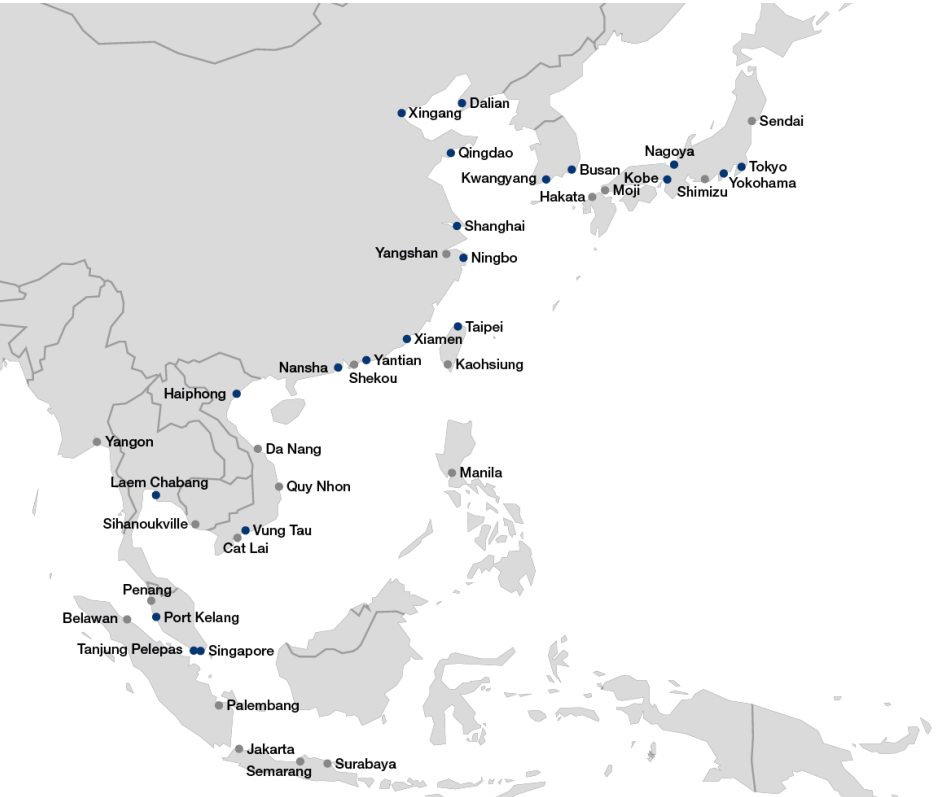 Dalian
Xingang
Sendai
Qingdao
Nagoya
Busan
Tokyo
Kwangyang
Kobe
Yokohama
Hakata
Moji
Shimizu
Shanghai
Yangshan
Ningbo
Taipei
Xiamen
Nansha
Yantian
Kaohsiung
Shekou
Haiphong
Yangon
Da Nang
Manila
Laem Chabang
Quy Nhon
Sihanoukville
Vung Tau
Cat Lai
Penang
Belawan
Port Kelang
Tanjung Pelepas
Singapore
Palembang
Jakarta
Semarang
Surabaya